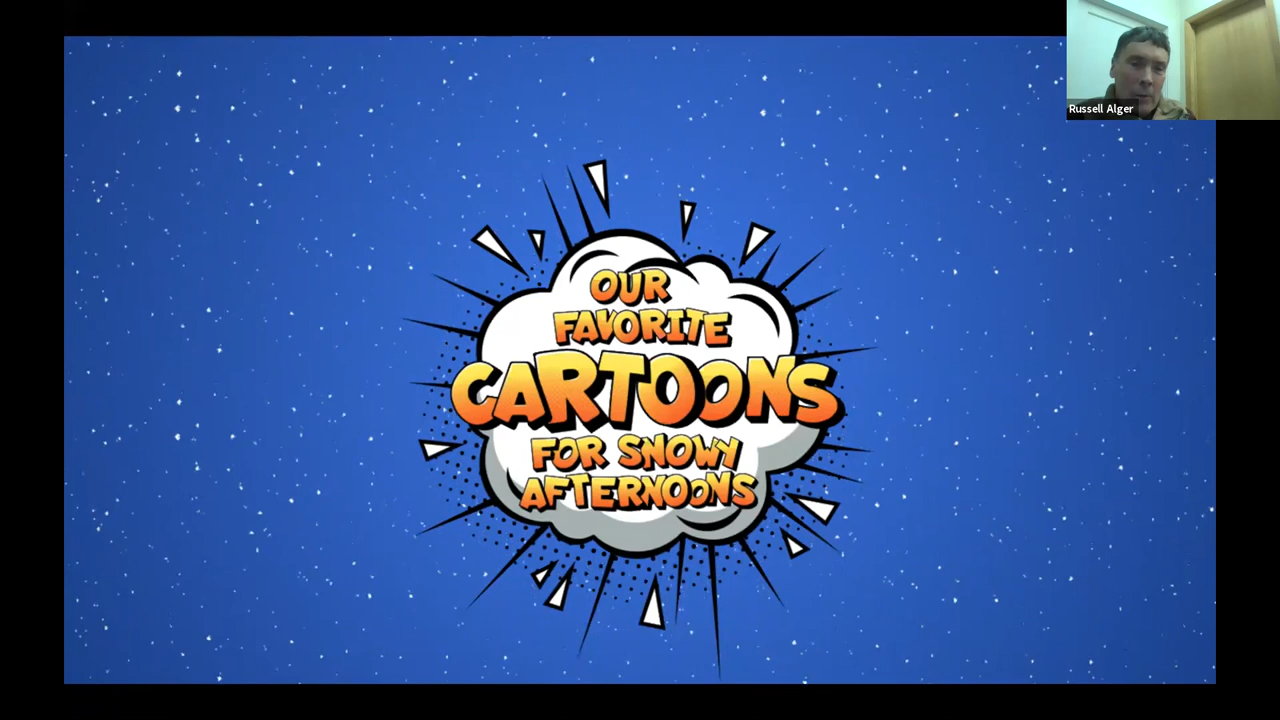 Russell Alger
OUR
FAVORITE
CARTOONS
FOR SNOWY
AFTERNOONS